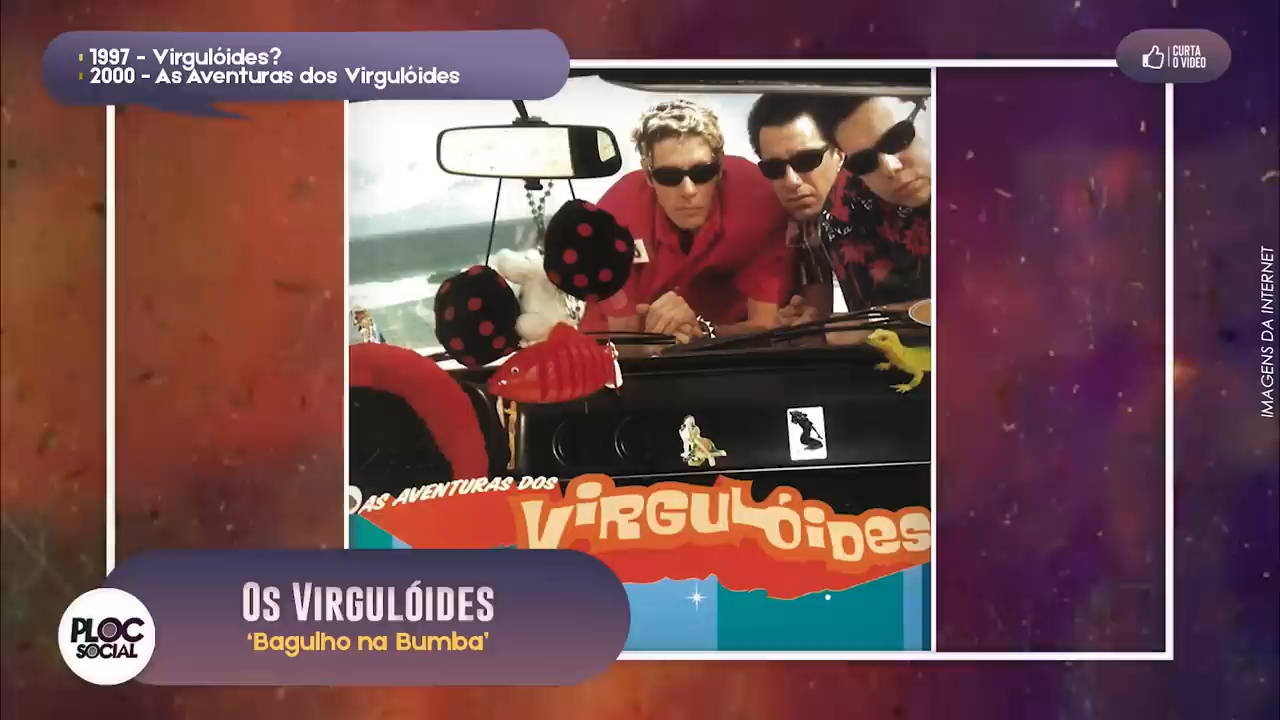 1997 - Virgulóides?
2000 - As Aventuras dos Virgulóides
CURTA
O VÍDEO
IMAGENS DA INTERNET
AS AVENTURAS DOS
VIRGULÓIDES
Os Virgulóides
'Bagulho na Bumba'
PLOC
SOCIAL